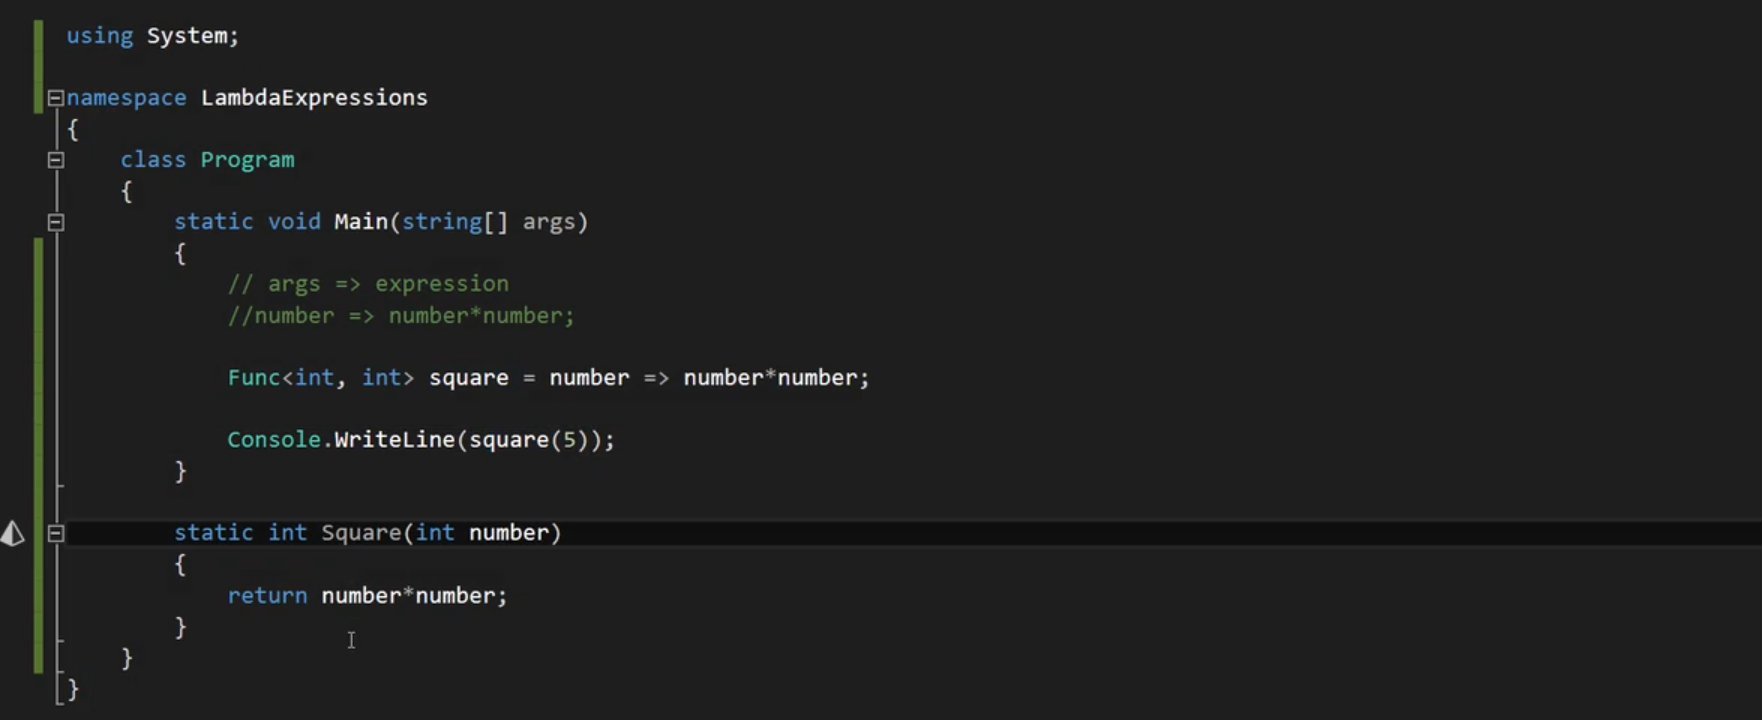 using System;
namespace LambdaExpressions
{
class Program
{
static void Main(string[] args)
{
// args => expression
//number => number*number;
Func<int, int> square = number => number*number;
Console.WriteLine(square(5));
}
static int Square(int number)
{
return number*number;
}
}
}